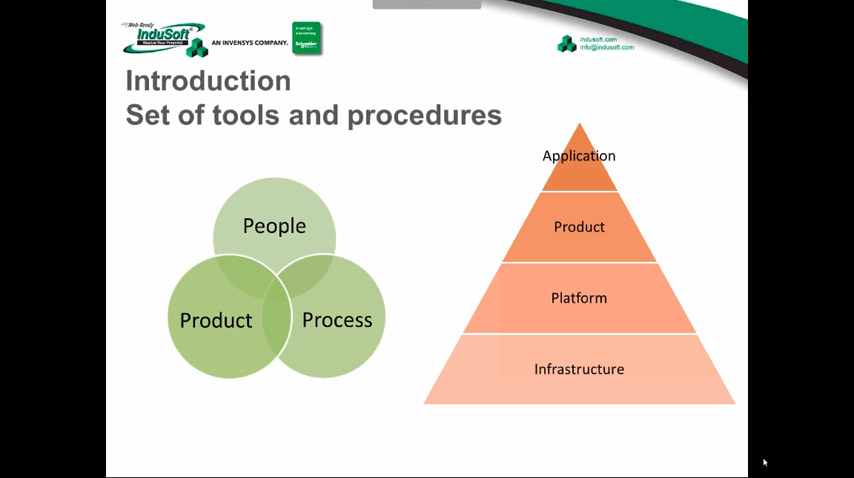 Web-Ready
InduSoft
AN INVENSYS COMPANY.
Schneider
indusoft.com
info@indusoft.com
Introduction
Set of tools and procedures
People
Product
Process
Application
Product
Platform
Infrastructure